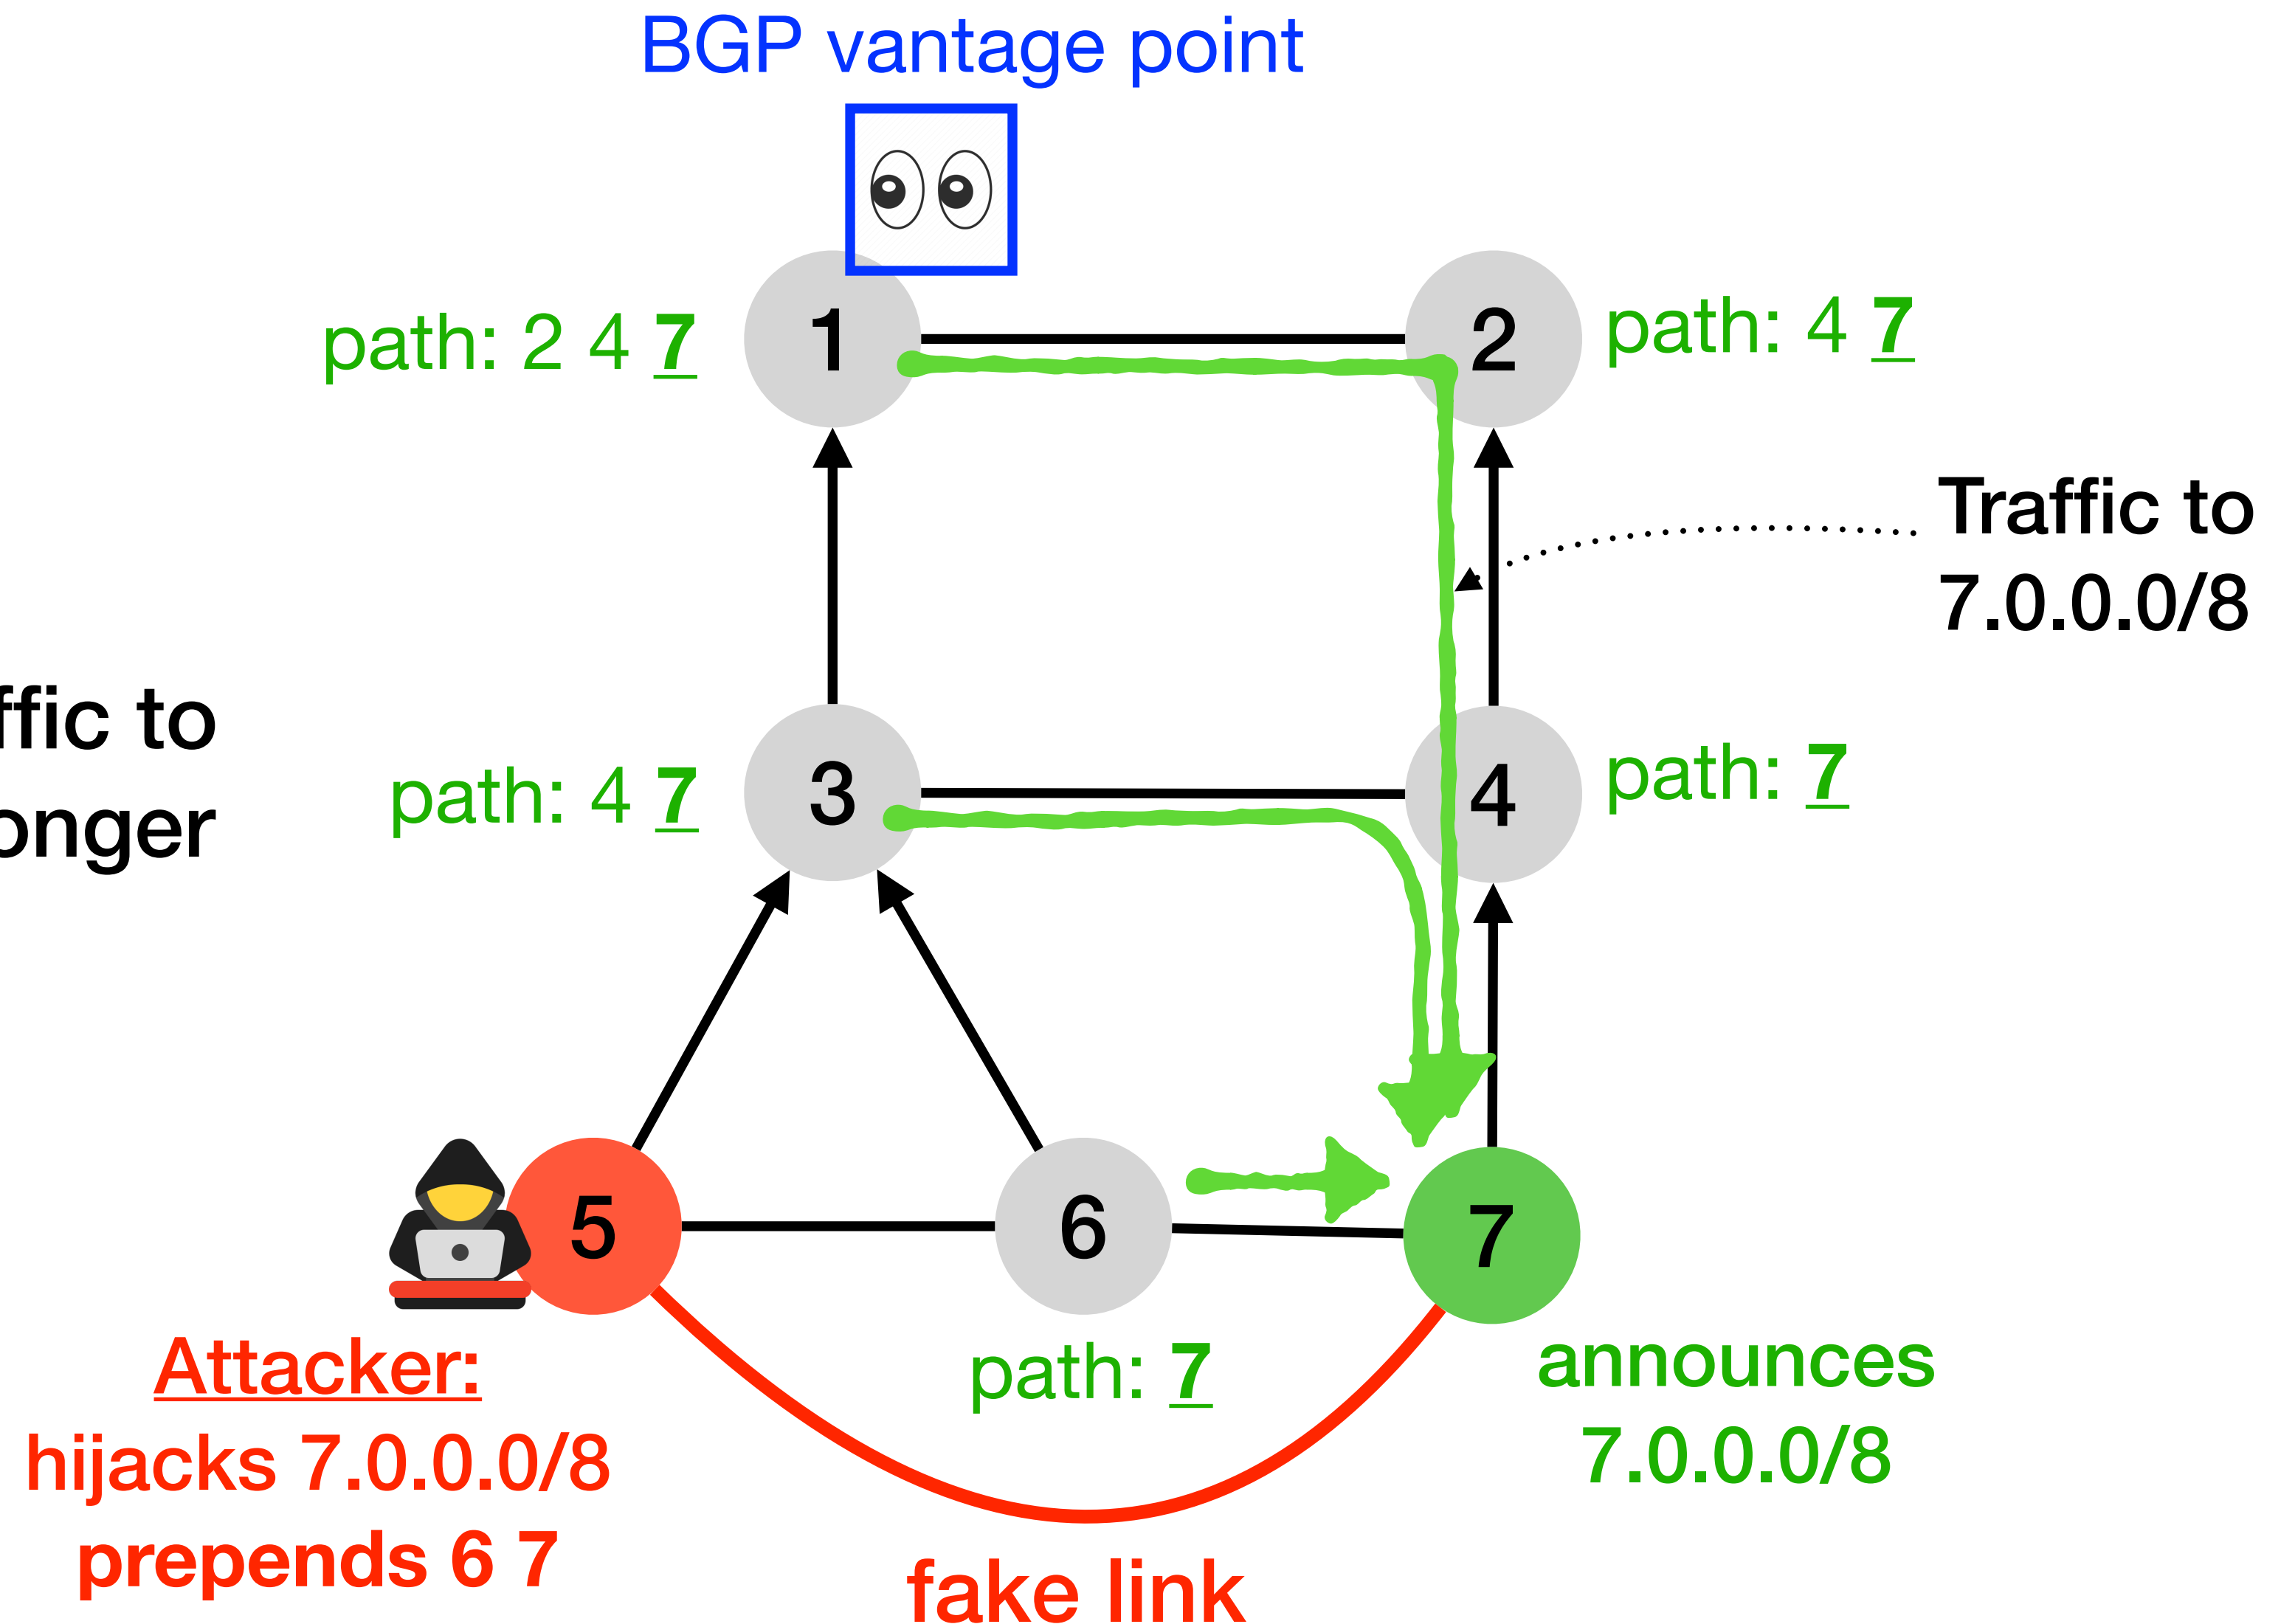 BGP vantage point
1
2
path: 2 4 7
path: 4 7
Traffic to
7.0.0.0/8
to
3
4
path: 4 7
path: 7
5
6
7
Attacker:
hijacks 7.0.0.0/8
prepends 6 7
path: 7
announces
7.0.0.0/8
fake link